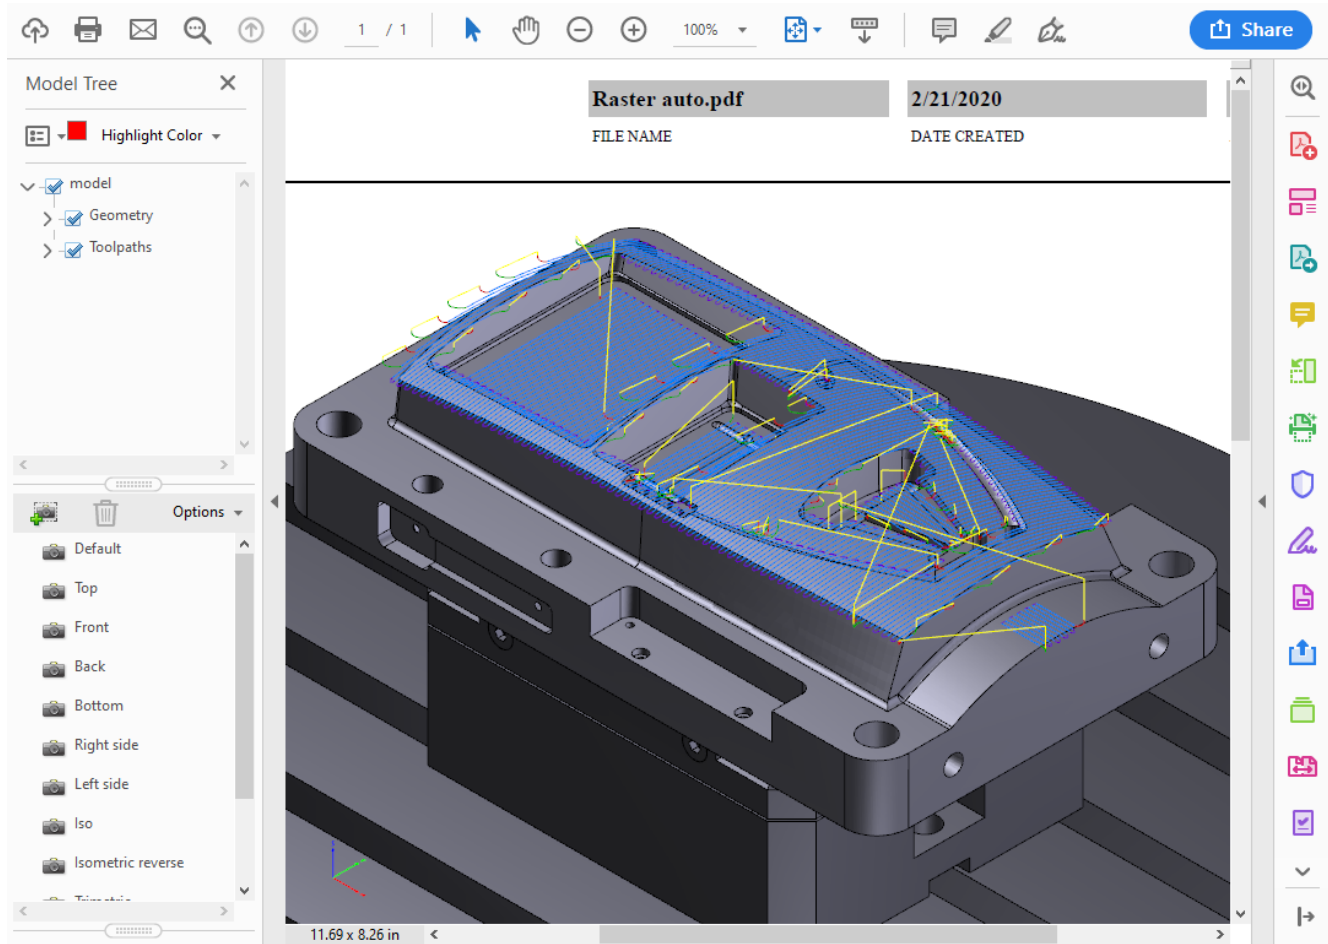 1 / 1
100%
Share
Model Tree
Highlight Color
model
Geometry
Toolpaths
Options
Default
Top
Front
Back
Bottom
Right side
Left side
Iso
Isometric reverse
Trimetric
Raster auto.pdf
2/21/2020
FILE NAME
DATE CREATED
11.69 x 8.26 in